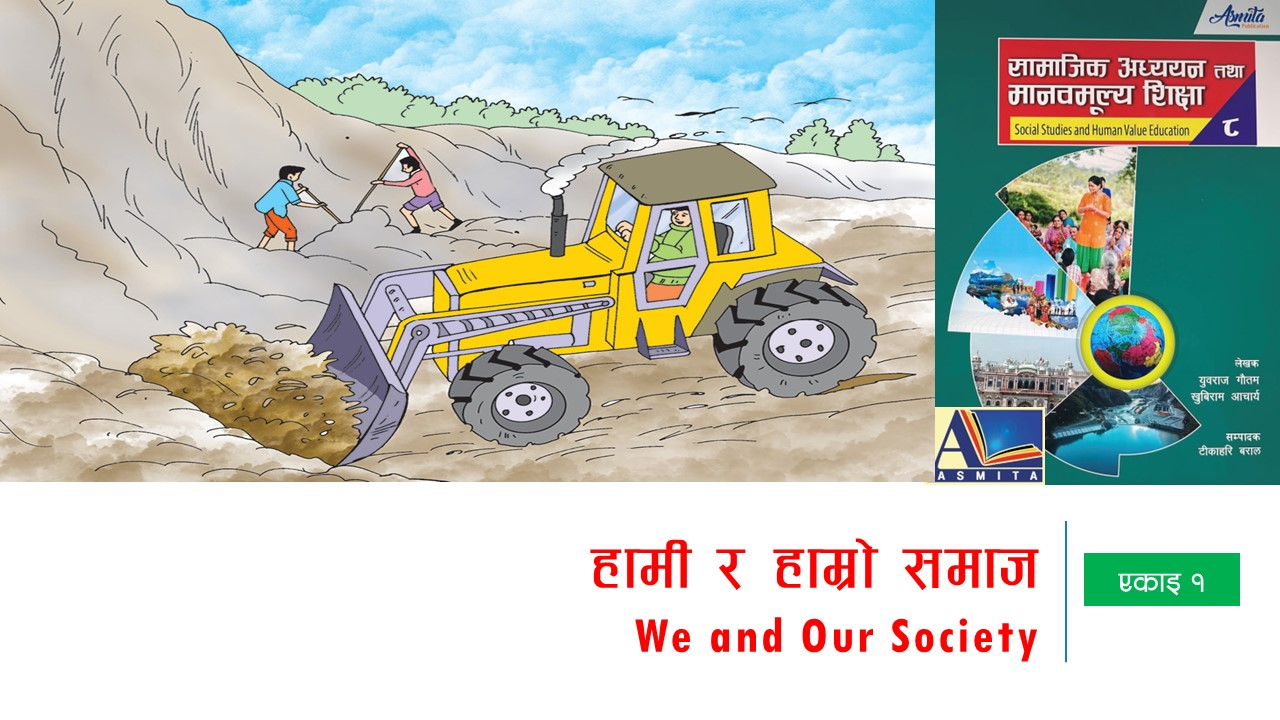 Asmita
Publication
सामाजिक अध्ययन तथा
मानवमूल्य शिक्षा
Social Studies and Human Value Education
८
लेखक
युवराज गौतम
खुबिराम आचार्य
सम्पादक
टीकाहरि बराल
ASMITA
हामी र हाम्रो समाज
We and Our Society
एकाइ १